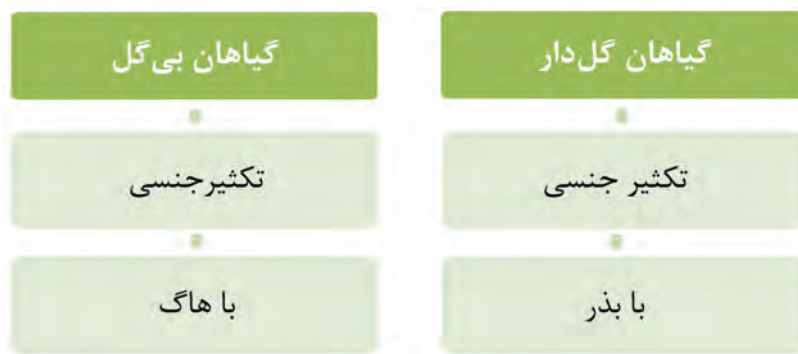 گیاهان گل‌دار
تکثیر جنسی
با بذر
گیاهان بی‌گل
تکثیرجنسی
با هاگ